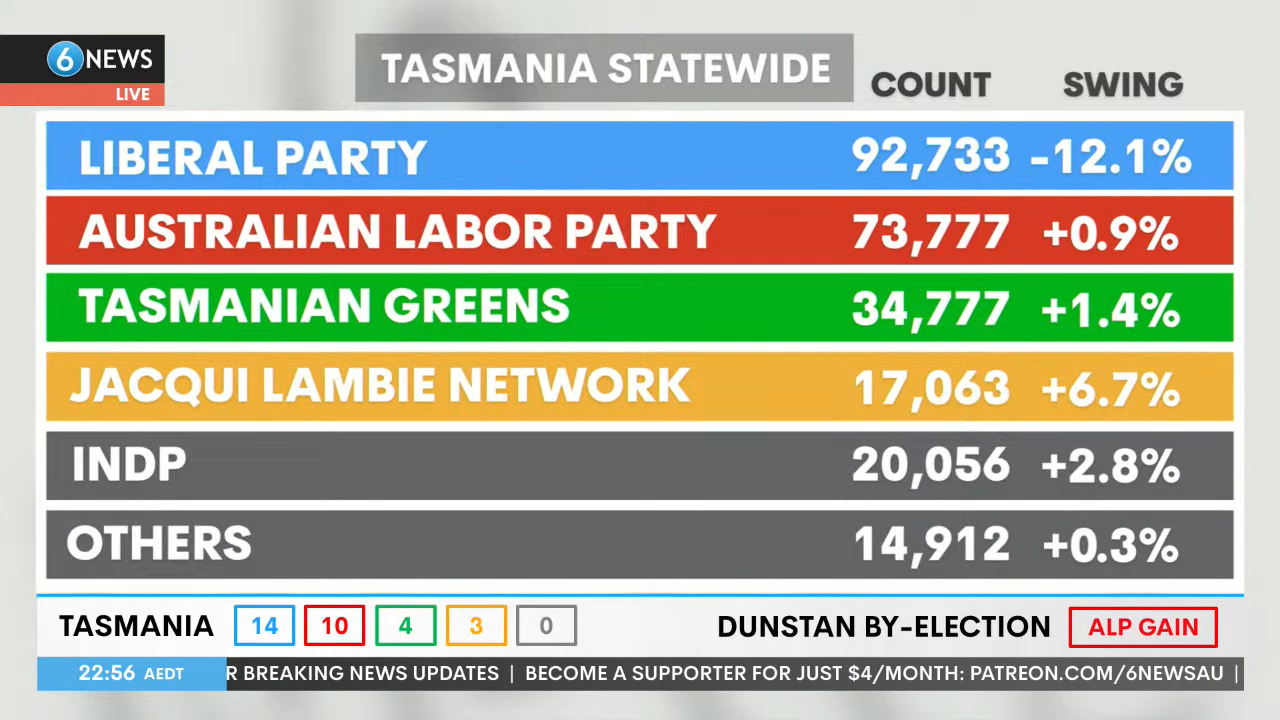 6 NEWS
LIVE
TASMANIA STATEWIDE COUNT SWING
LIBERAL PARTY 92,733 -12.1%
AUSTRALIAN LABOR PARTY 73,777 +0.9%
TASMANIAN GREENS 34,777 +1.4%
JACQUI LAMBIE NETWORK 17,063 +6.7%
INDP 20,056 +2.8%
OTHERS 14,912 +0.3%
TASMANIA 14 10 4 3 0 DUNSTAN BY-ELECTION ALP GAIN
22:56 AEDT R BREAKING NEWS UPDATES | BECOME A SUPPORTER FOR JUST $4/MONTH: PATREON.COM/6NEWSAU |